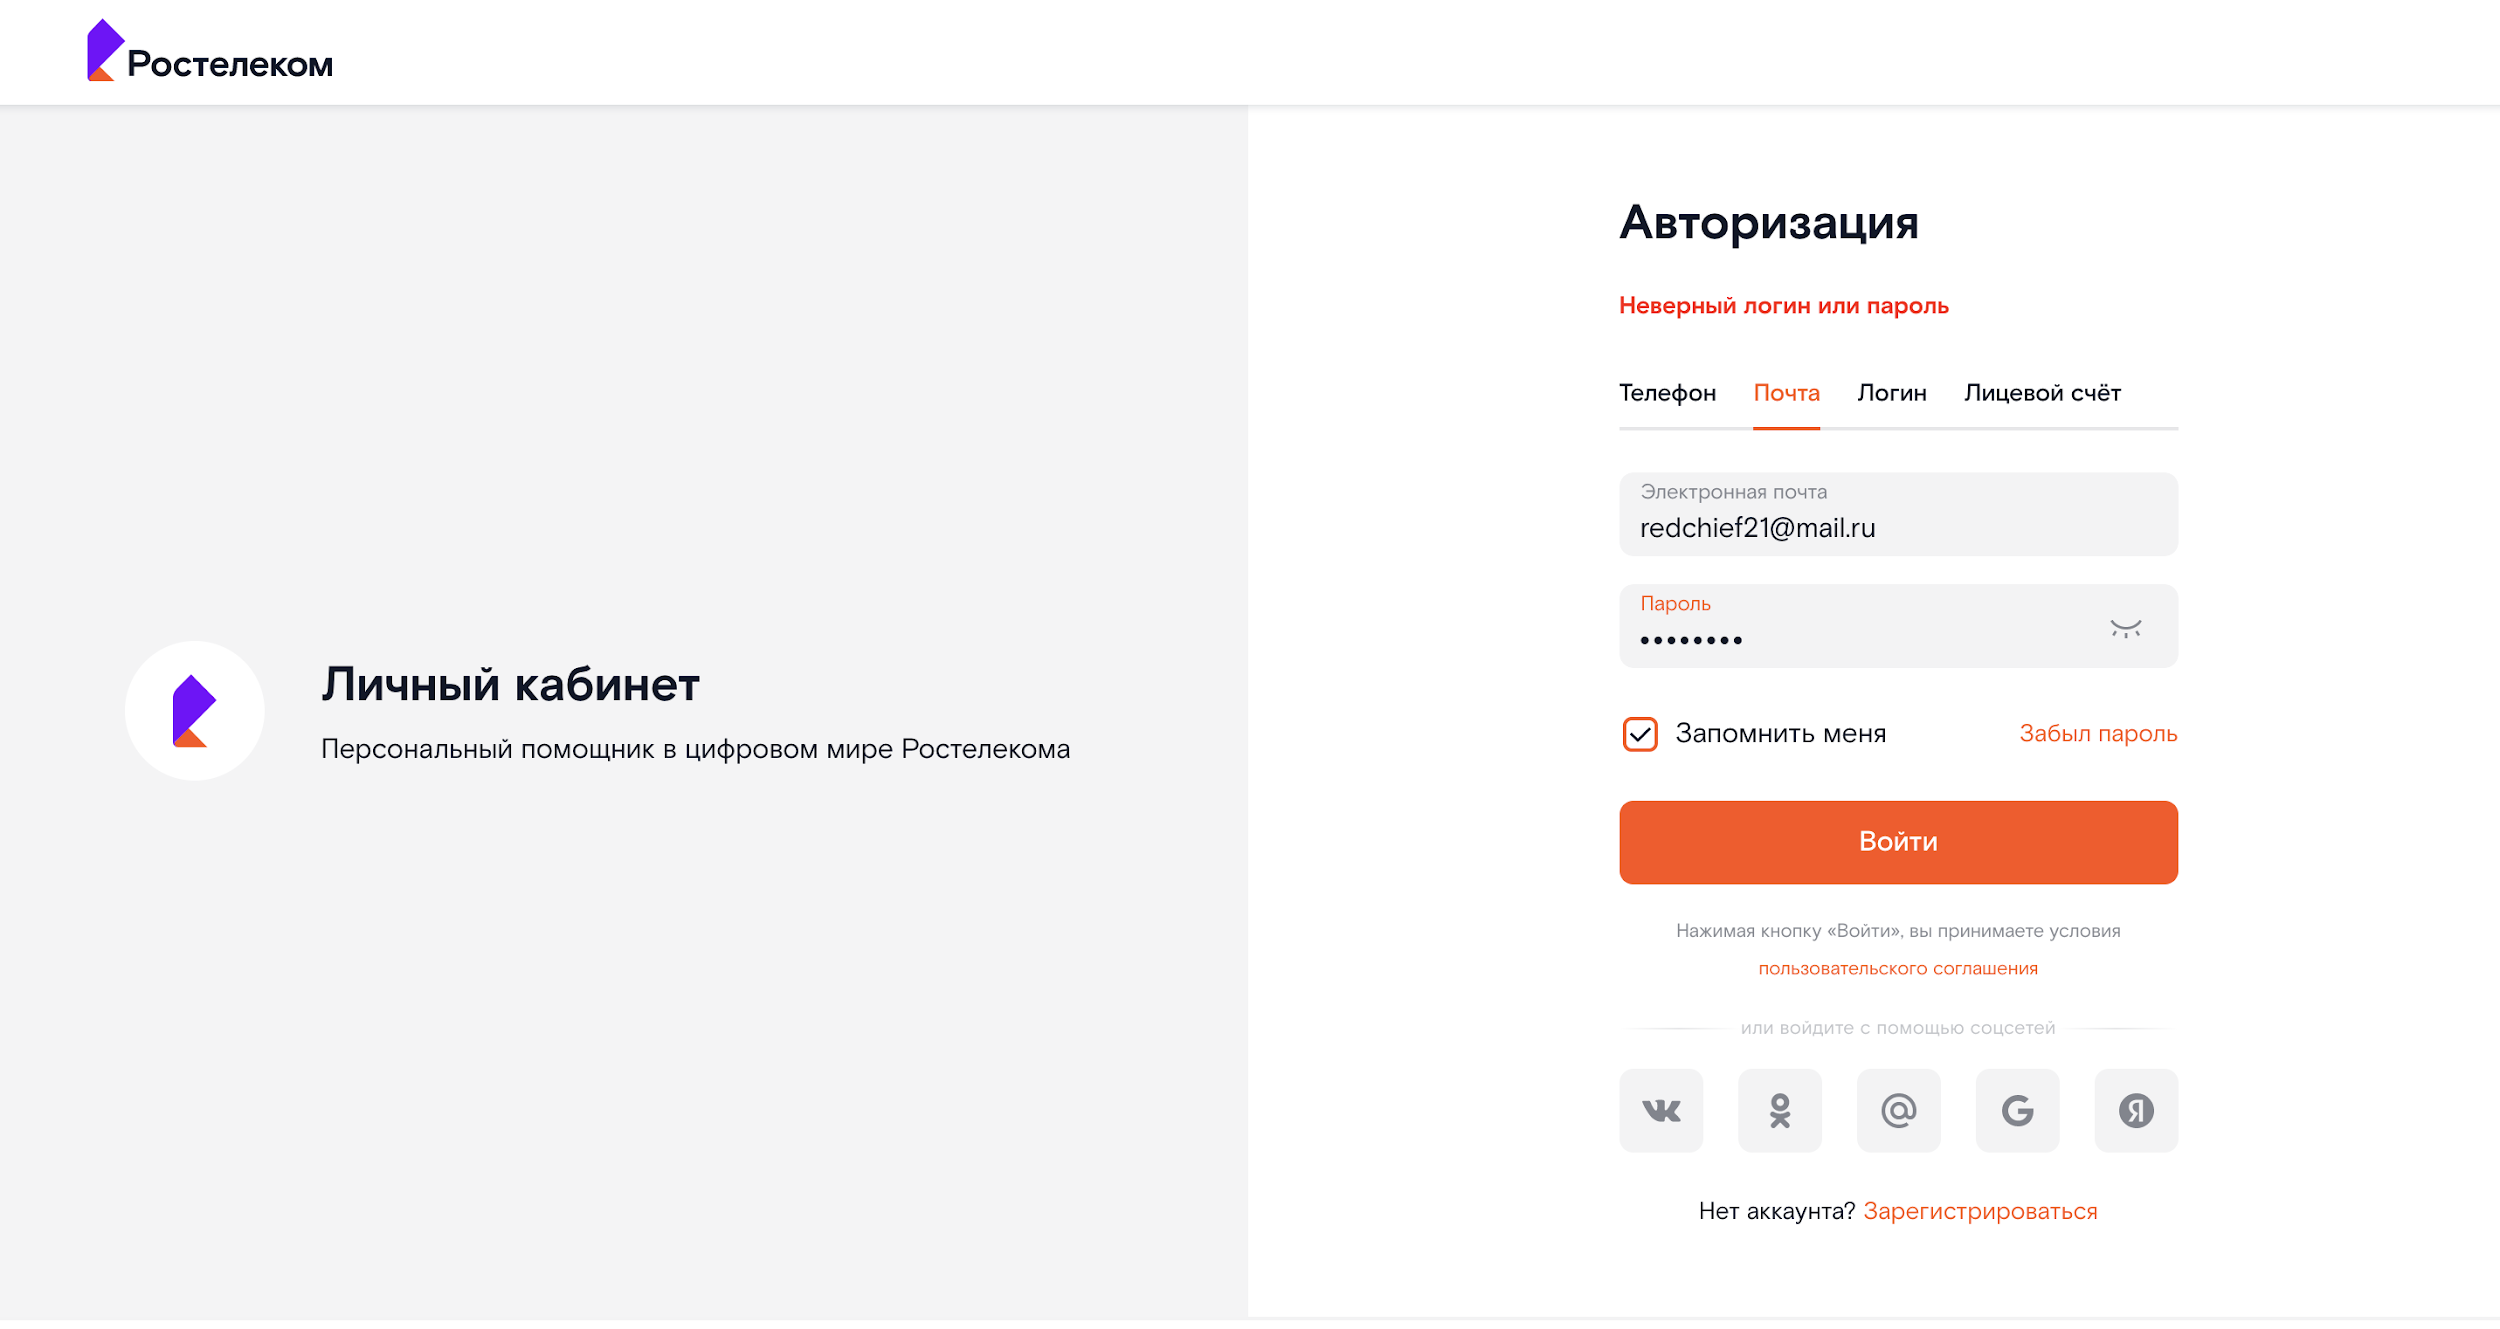 Ростелеком
Личный кабинет
Персональный помощник в цифровом мире Ростелекома
Авторизация
Неверный логин или пароль
Телефон Почта Логин Лицевой счёт
Электронная почта
redchief21@mail.ru
Пароль
••••••••
Запомнить меня Забыл пароль
Войти
Нажимая кнопку «Войти», вы принимаете условия
пользовательского соглашения
или войдите с помощью соцсетей
Нет аккаунта? Зарегистрироваться